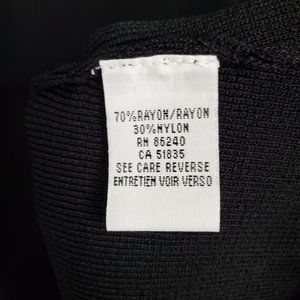 70%RAYON/RAYON
30%NYLON
RN 86240
CA 51835
SEE CARE REVERSE
ENTRETIEN VOIR VERSO